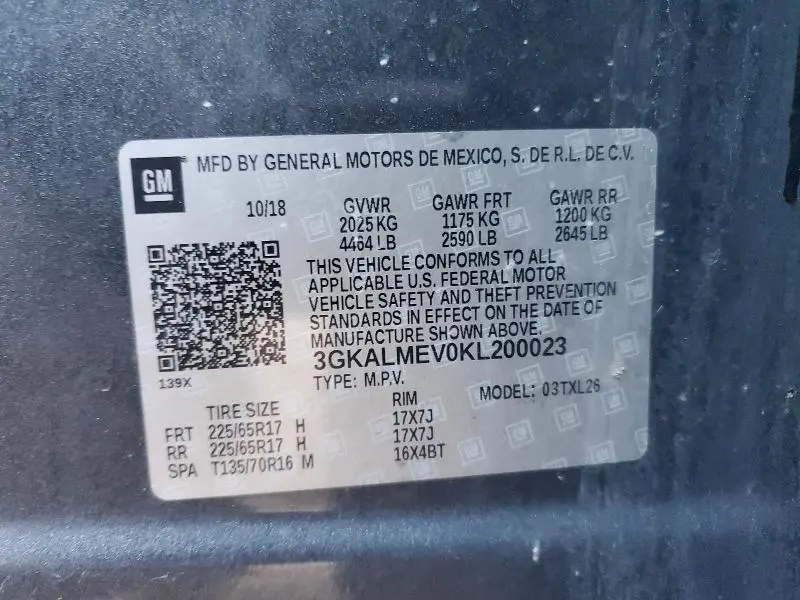 GM
MFD BY GENERAL MOTORS DE MEXICO, S. DE R.L. DE C.V.
10/18 GVWR GAWR FRT GAWR RR
2025 KG 1175 KG 1200 KG
4464 LB 2590 LB 2645 LB
THIS VEHICLE CONFORMS TO ALL
APPLICABLE U.S. FEDERAL MOTOR
VEHICLE SAFETY AND THEFT PREVENTION
STANDARDS IN EFFECT ON THE DATE OF
MANUFACTURE SHOWN ABOVE.
3GKALMEV0KL200023
139X
TYPE: M.P.V. MODEL: 03TXL26
TIRE SIZE RIM
FRT 225/65R17 H 17X7J
RR 225/65R17 H 17X7J
SPA T135/70R16 M 16X4BT